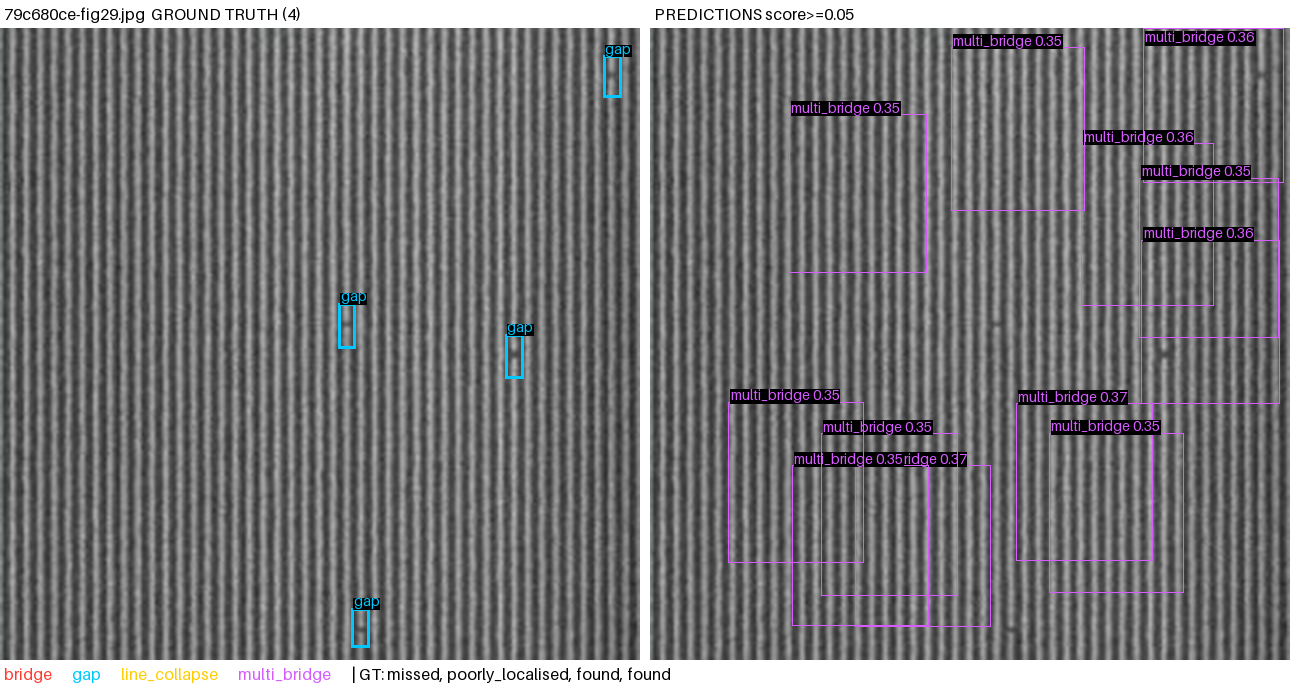 79c680ce-fig29.jpg GROUND TRUTH (4)
PREDICTIONS score>=0.05
gap
multi_bridge 0.36
multi_bridge 0.35
multi_bridge 0.35
multi_bridge 0.36
multi_bridge 0.35
multi_bridge 0.36
gap
gap
multi_bridge 0.35
multi_bridge 0.37
multi_bridge 0.35
multi_bridge 0.35
multi_bridge 0.35
ridge 0.37
gap
bridge gap line_collapse multi_bridge | GT: missed, poorly_localised, found, found